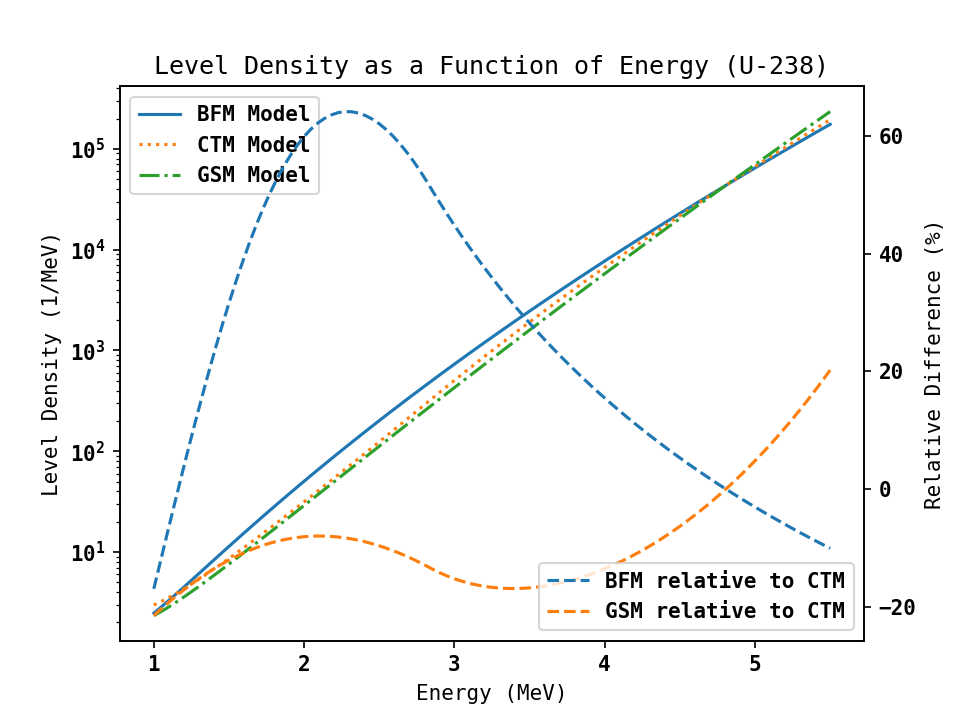 Level Density as a Function of Energy (U-238)
BFM Model
CTM Model
GSM Model
10^5
10^4
10^3
10^2
10^1
Level Density (1/MeV)
60
40
20
0
−20
Relative Difference (%)
BFM relative to CTM
GSM relative to CTM
1 2 3 4 5
Energy (MeV)